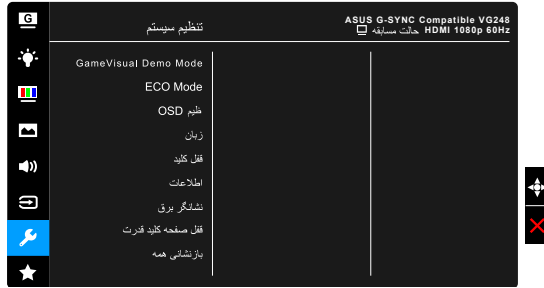 G
تنظیم سیستم
ASUS G-SYNC Compatible VG248
حالت مسابقه HDMI 1080p 60Hz
GameVisual Demo Mode
ECO Mode
ظیم OSD
زبان
قفل کلید
اطلاعات
نشانگر برق
قفل صفحه کلید قدرت
بازنشانی همه